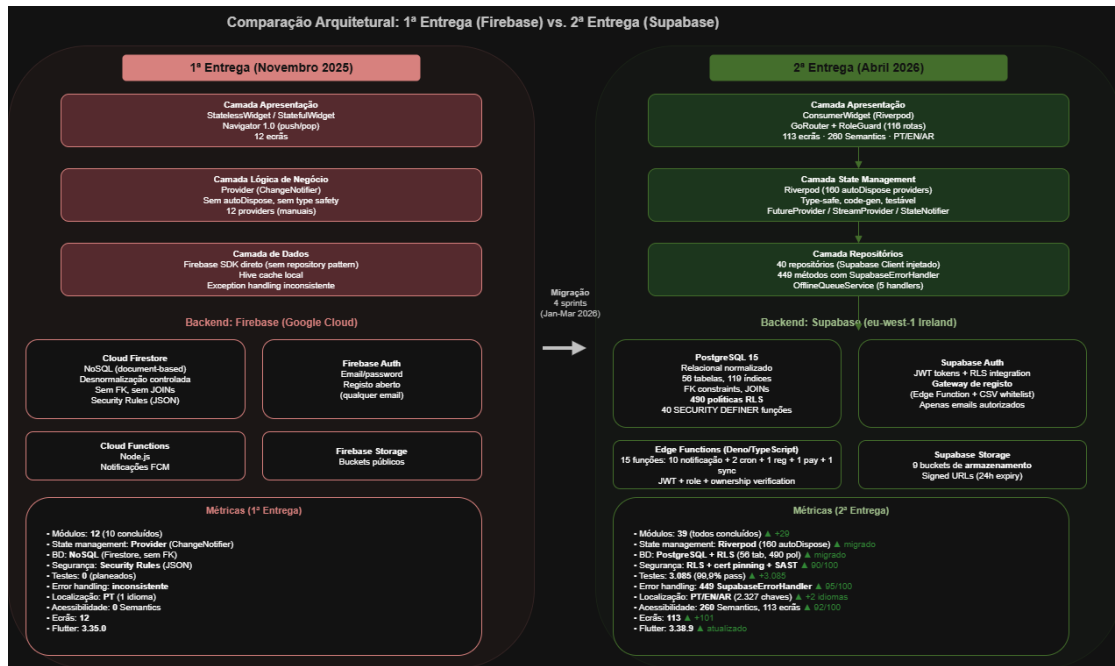 Comparação Arquitetural: 1ª Entrega (Firebase) vs. 2ª Entrega (Supabase)
1ª Entrega (Novembro 2025)
Camada Apresentação
StatelessWidget / StatefulWidget
Navigator 1.0 (push/pop)
12 ecrãs
Camada Lógica de Negócio
Provider (ChangeNotifier)
Sem autoDispose, sem type safety
12 providers (manuais)
Camada de Dados
Firebase SDK direto (sem repository pattern)
Hive cache local
Exception handling inconsistente
Backend: Firebase (Google Cloud)
Cloud Firestore
NoSQL (document-based)
Desnormalização controlada
Sem FK, sem JOINs
Security Rules (JSON)
Firebase Auth
Email/password
Registo aberto
(qualquer email)
Cloud Functions
Node.js
Notificações FCM
Firebase Storage
Buckets públicos
Métricas (1ª Entrega)
• Módulos: 12 (10 concluídos)
• State management: Provider (ChangeNotifier)
• BD: NoSQL (Firestore, sem FK)
• Segurança: Security Rules (JSON)
• Testes: 0 (planeados)
• Error handling: inconsistente
• Localização: PT (1 idioma)
• Acessibilidade: 0 Semantics
• Ecrãs: 12
• Flutter: 3.35.0
Migração
4 sprints
(Jan-Mar 2026)
2ª Entrega (Abril 2026)
Camada Apresentação
ConsumerWidget (Riverpod)
GoRouter + RoleGuard (116 rotas)
113 ecrãs · 260 Semantics · PT/EN/AR
Camada State Management
Riverpod (160 autoDispose providers)
Type-safe, code-gen, testável
FutureProvider / StreamProvider / StateNotifier
Camada Repositórios
40 repositórios (Supabase Client injetado)
449 métodos com SupabaseErrorHandler
OfflineQueueService (5 handlers)
Backend: Supabase (eu-west-1 Ireland)
PostgreSQL 15
Relacional normalizado
56 tabelas, 119 índices
FK constraints, JOINs
490 políticas RLS
40 SECURITY DEFINER funções
Supabase Auth
JWT tokens + RLS integration
Gateway de registo
(Edge Function + CSV whitelist)
Apenas emails autorizados
Edge Functions (Deno/TypeScript)
15 funções: 10 notificação + 2 cron + 1 reg + 1 pay + 1
sync
JWT + role + ownership verification
Supabase Storage
9 buckets de armazenamento
Signed URLs (24h expiry)
Métricas (2ª Entrega)
• Módulos: 39 (todos concluídos) ▲ +29
• State management: Riverpod (160 autoDispose) ▲ migrado
• BD: PostgreSQL + RLS (56 tab, 490 pol) ▲ migrado
• Segurança: RLS + cert pinning + SAST ▲ 90/100
• Testes: 3.085 (99,9% pass) ▲ +3.085
• Error handling: 449 SupabaseErrorHandler ▲ 95/100
• Localização: PT/EN/AR (2.327 chaves) ▲ +2 idiomas
• Acessibilidade: 260 Semantics, 113 ecrãs ▲ 92/100
• Ecrãs: 113 ▲ +101
• Flutter: 3.38.9 ▲ atualizado